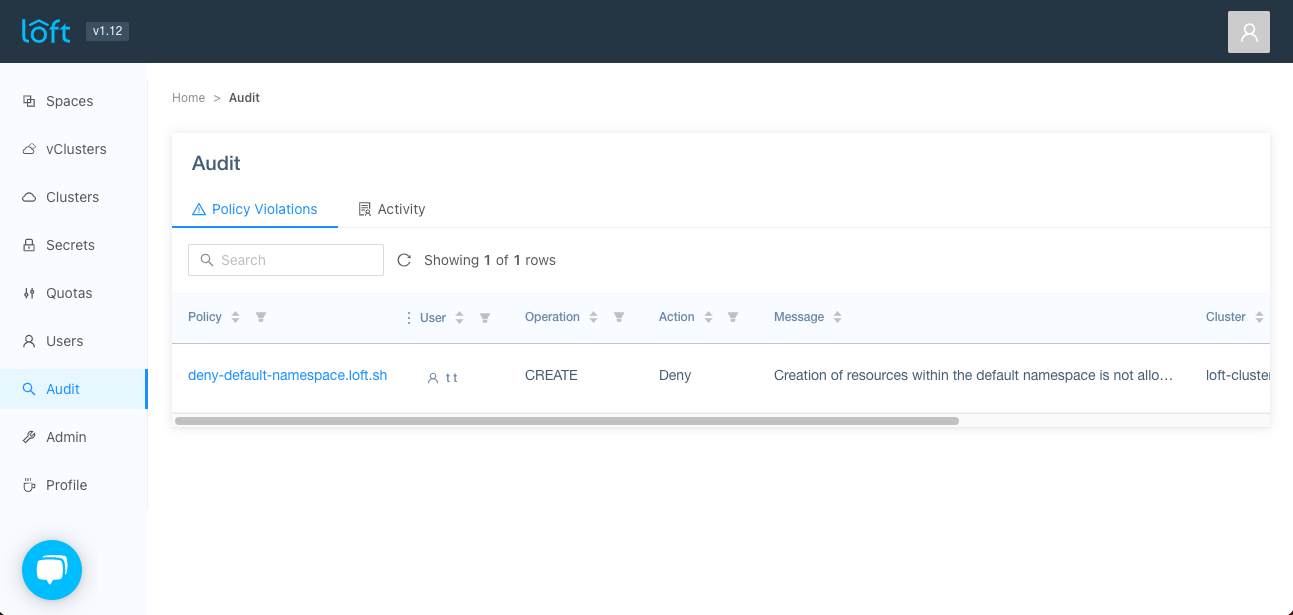 lôft v1.12
Spaces
vClusters
Clusters
Secrets
Quotas
Users
Audit
Admin
Profile
Home > Audit
Audit
Policy Violations Activity
Search Showing 1 of 1 rows
Policy User Operation Action Message Cluster
deny-default-namespace.loft.sh t t CREATE Deny Creation of resources within the default namespace is not allo... loft-cluster